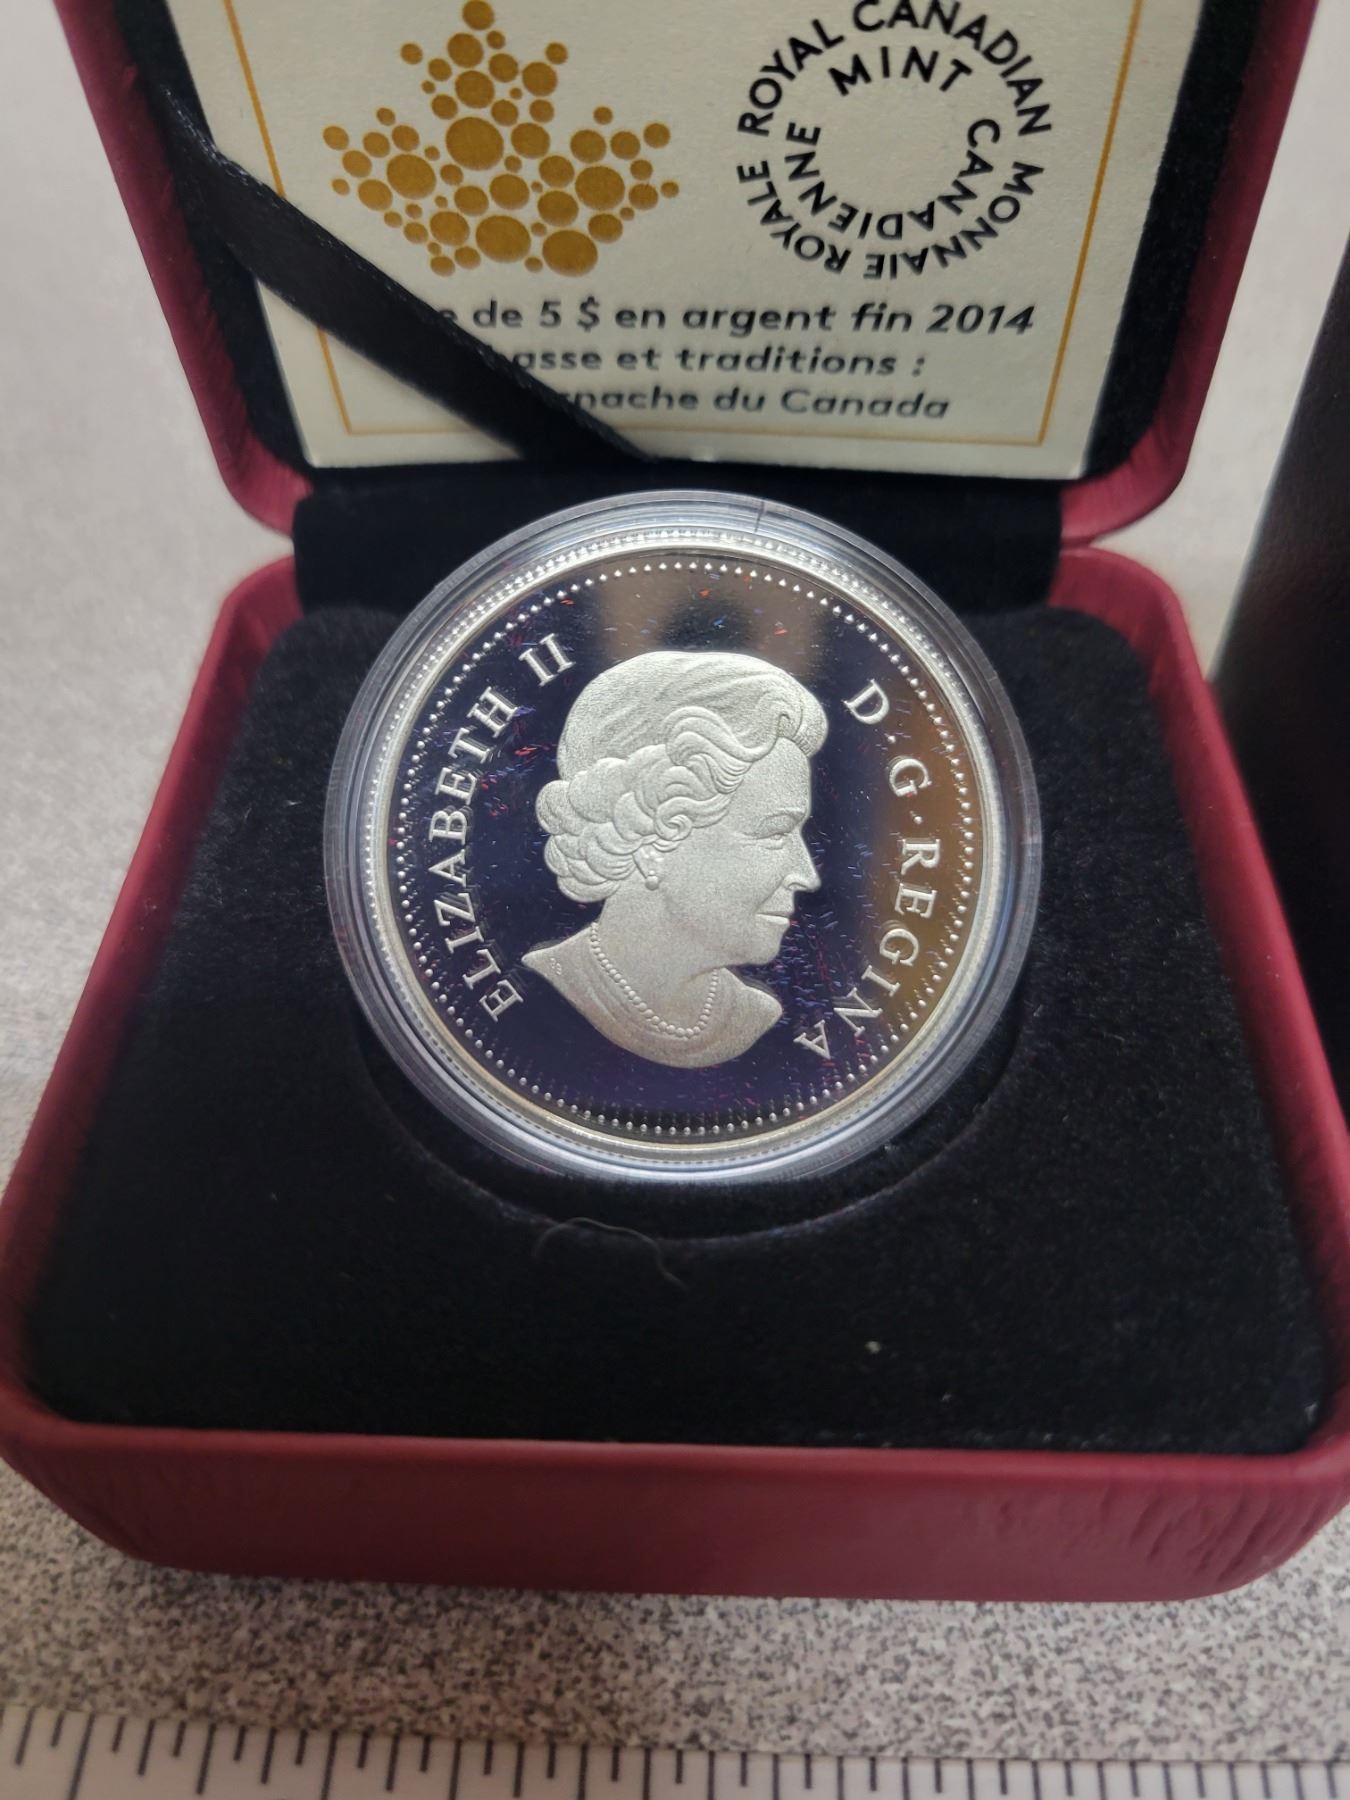 ROYAL CANADIAN MINT
MONNAIE ROYALE CANADIENNE
de 5 $ en argent fin 2014
et traditions :
du Canada
ELIZABETH II
D·G·REGINA